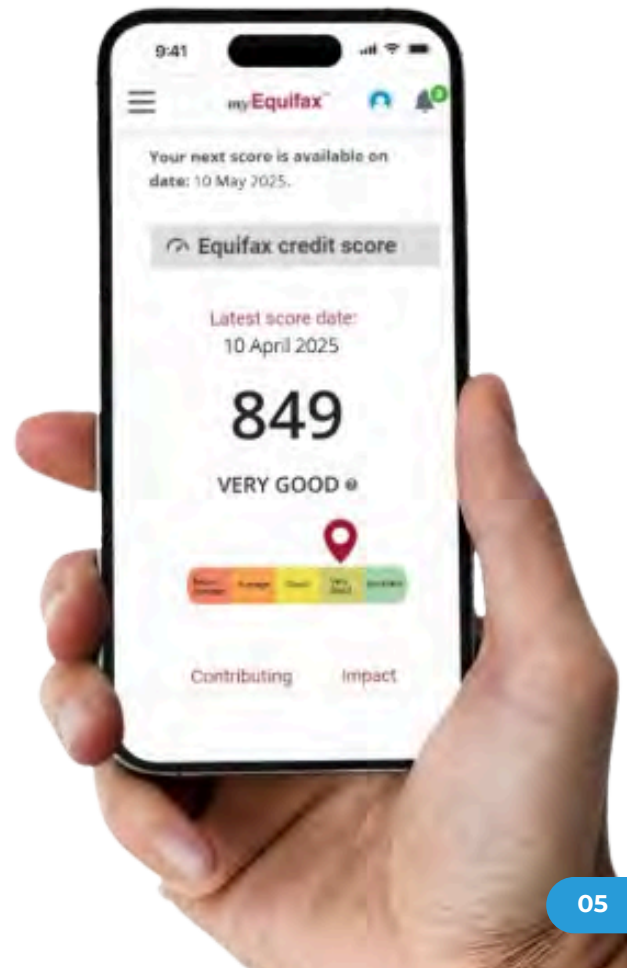 9:41
myEquifax™
Your next score is available on
date: 10 May 2025.
Equifax credit score
Latest score date:
10 April 2025
849
VERY GOOD
Average
Good
Very
Good
Excellent
Contributing
Impact
05